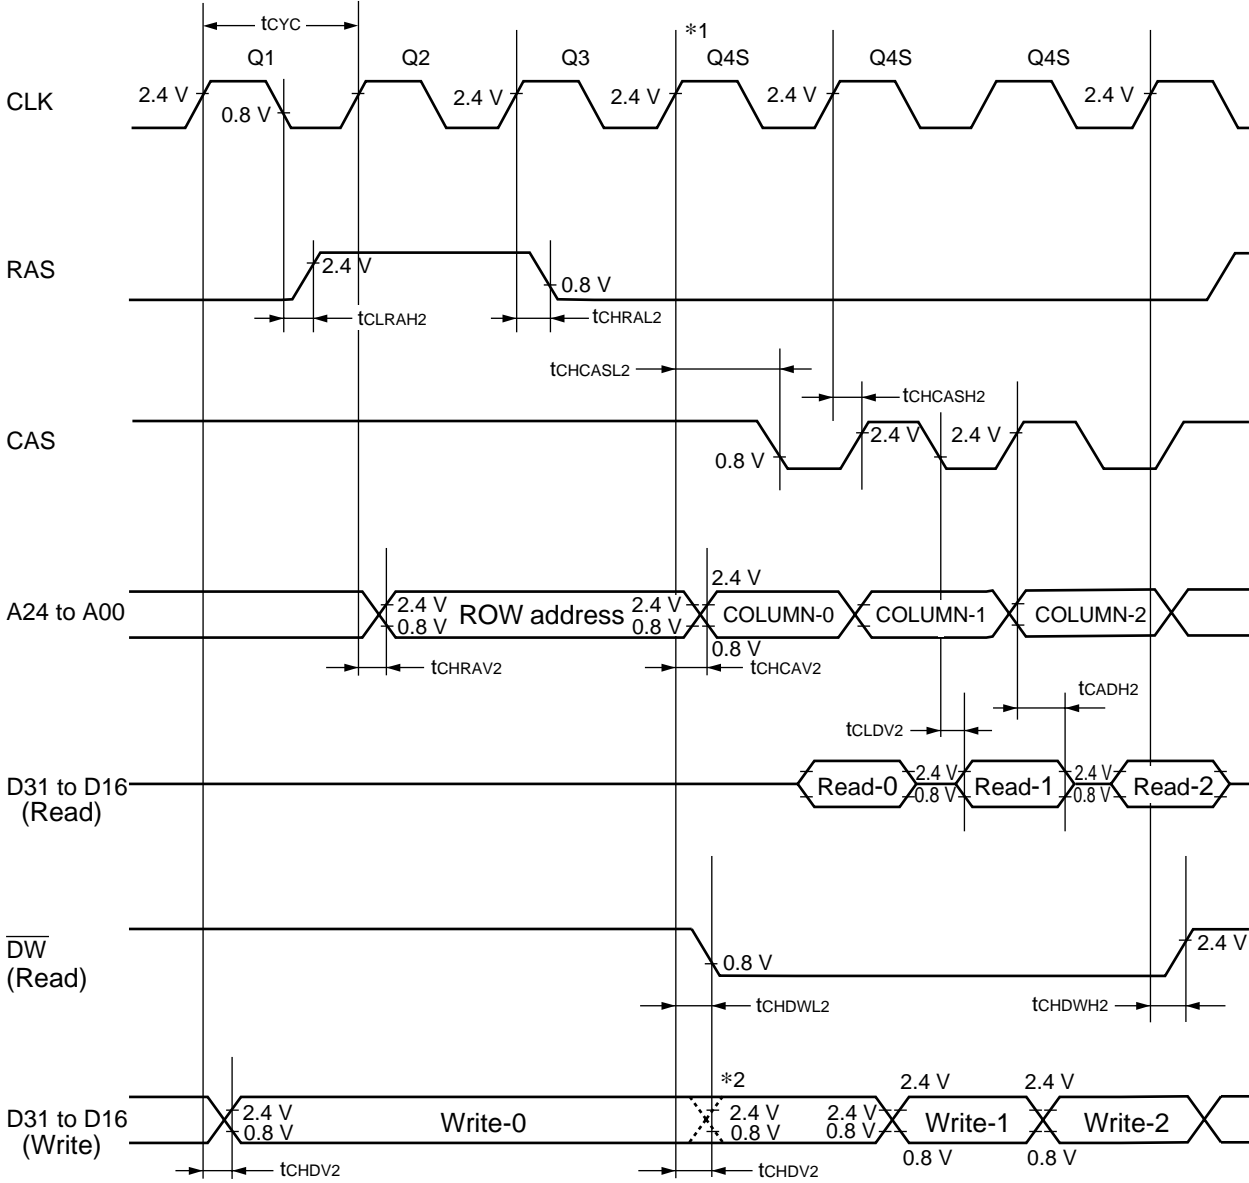 tCYC
*1
Q1
Q2
Q3
Q4S
Q4S
Q4S
CLK
2.4 V
0.8 V
2.4 V
2.4 V
2.4 V
2.4 V
RAS
2.4 V
0.8 V
tCLRAH2
tCHRAL2
tCHCASL2
tCHCASH2
CAS
0.8 V
2.4 V
2.4 V
A24 to A00
2.4 V
0.8 V
ROW address
2.4 V
0.8 V
2.4 V
0.8 V
COLUMN-0
COLUMN-1
COLUMN-2
tCHRAV2
tCHCAV2
tCADH2
tCLDV2
D31 to D16
(Read)
Read-0
2.4 V
0.8 V
Read-1
2.4 V
0.8 V
Read-2
DW
(Read)
0.8 V
2.4 V
tCHDWL2
tCHDWH2
D31 to D16
(Write)
2.4 V
0.8 V
Write-0
*2
2.4 V
0.8 V
2.4 V
0.8 V
2.4 V
0.8 V
Write-1
2.4 V
0.8 V
Write-2
tCHDV2
tCHDV2